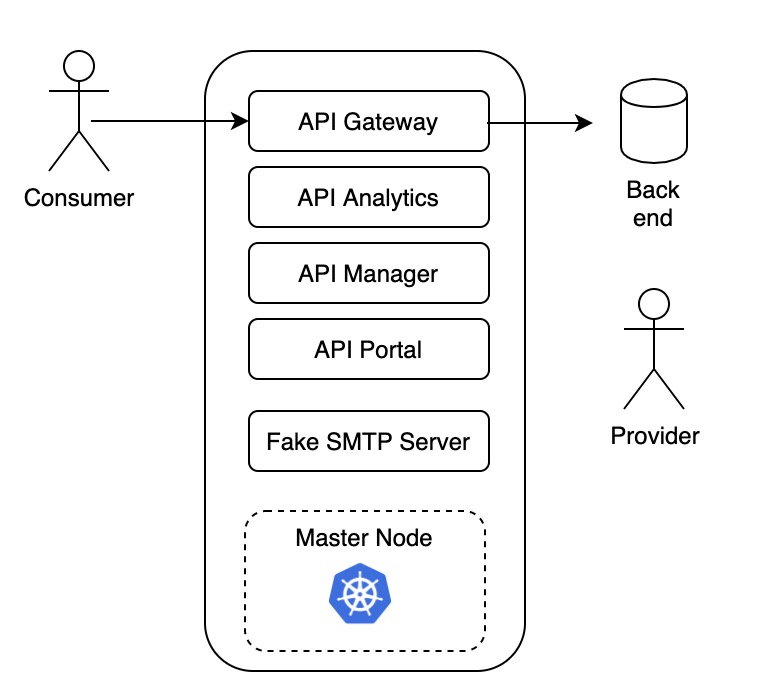 Consumer
API Gateway
API Analytics
API Manager
API Portal
Fake SMTP Server
Master Node
Back
end
Provider